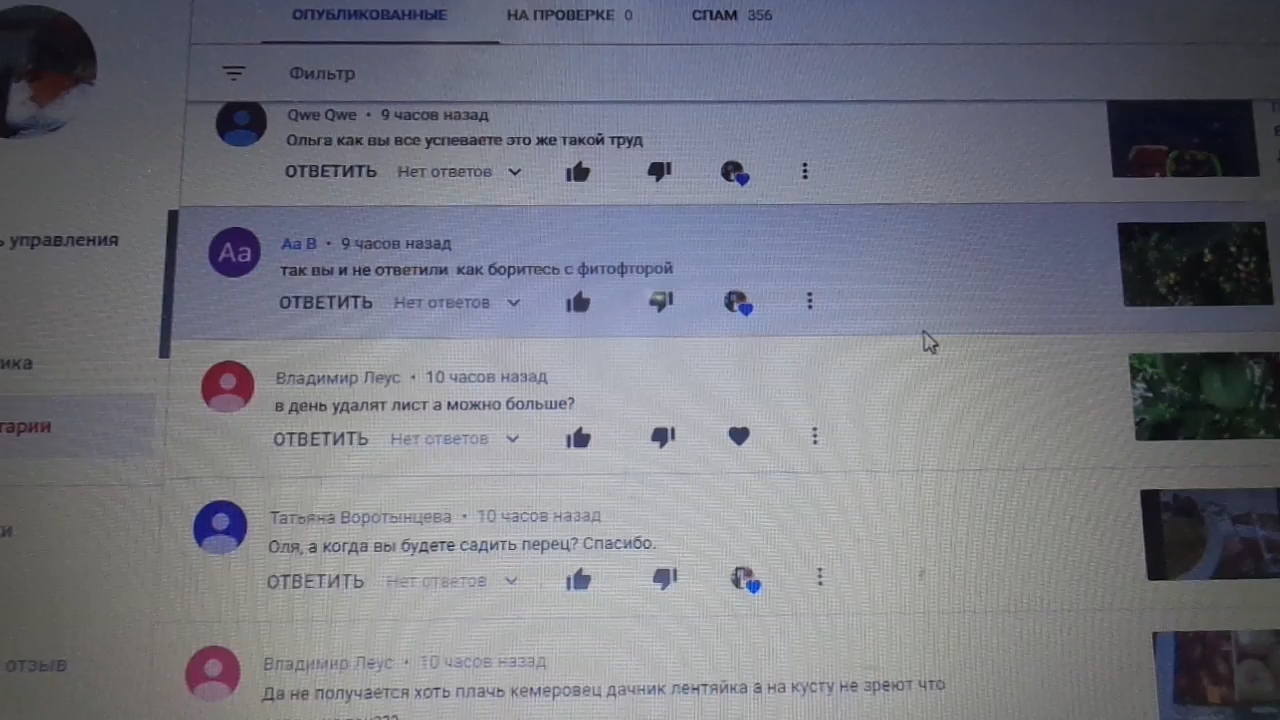 ОПУБЛИКОВАННЫЕ НА ПРОВЕРКЕ 0 СПАМ 356
Фильтр
Qwe Qwe • 9 часов назад
Ольга как вы все успеваете это же такой труд
ОТВЕТИТЬ Нет ответов
управления
Aa
Aa B • 9 часов назад
так вы и не ответили как боритесь с фитофторой
ОТВЕТИТЬ Нет ответов
ика
Владимир Леус • 10 часов назад
в день удалят лист а можно больше?
тарии
ОТВЕТИТЬ Нет ответов
Татьяна Воротынцева • 10 часов назад
и
Оля, а когда вы будете садить перец? Спасибо.
ОТВЕТИТЬ Нет ответов
отзыв
Владимир Леус • 10 часов назад
Да не получается хоть плачь кемеровец дачник лентяйка а на кусту не зреют что